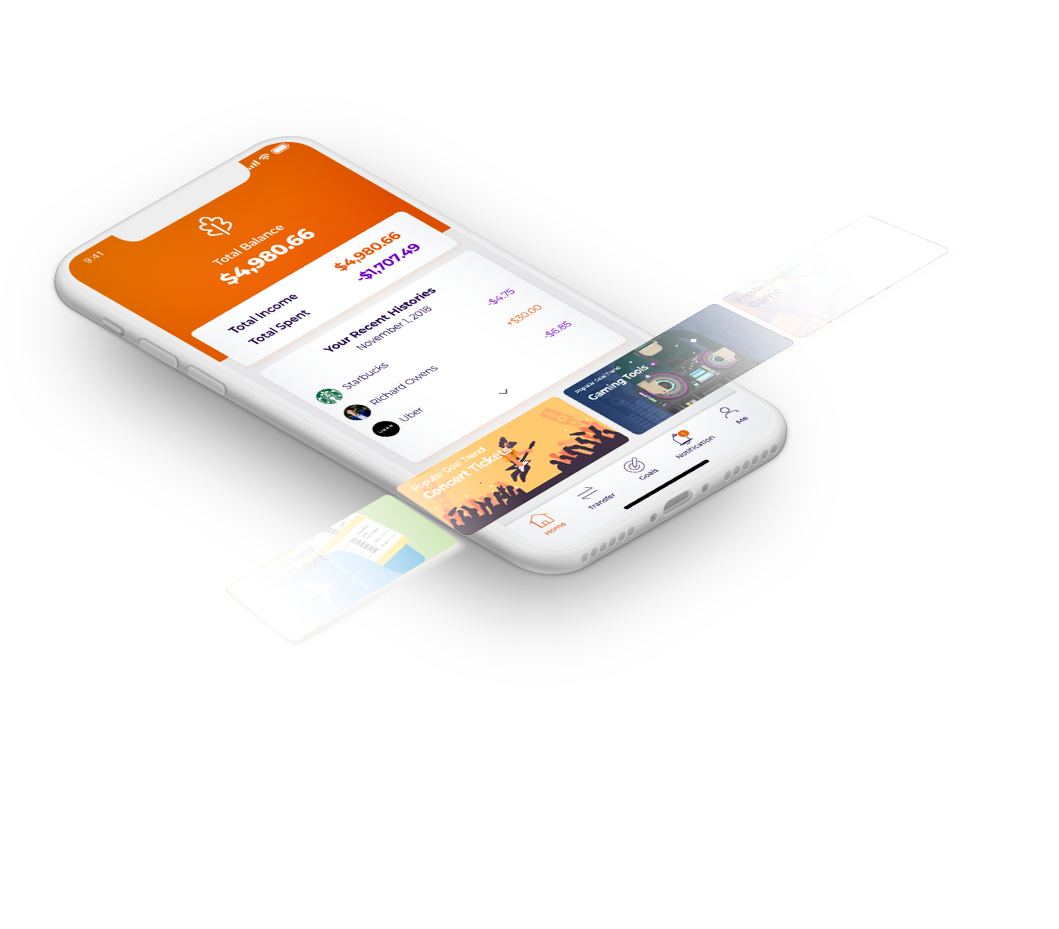 9:41
Total Balance
$4,980.66
Total Income $4,980.66
Total Spent -$1,707.49
Your Recent Histories
November 1, 2018
Starbucks -$4.75
Richard Owens +$30.00
UBER Uber -$6.85
Popular Goal Trend
Concert Tickets
Popular Goal Trend
Gaming Tools
Home
Transfer
Goals
1
Notification
Me